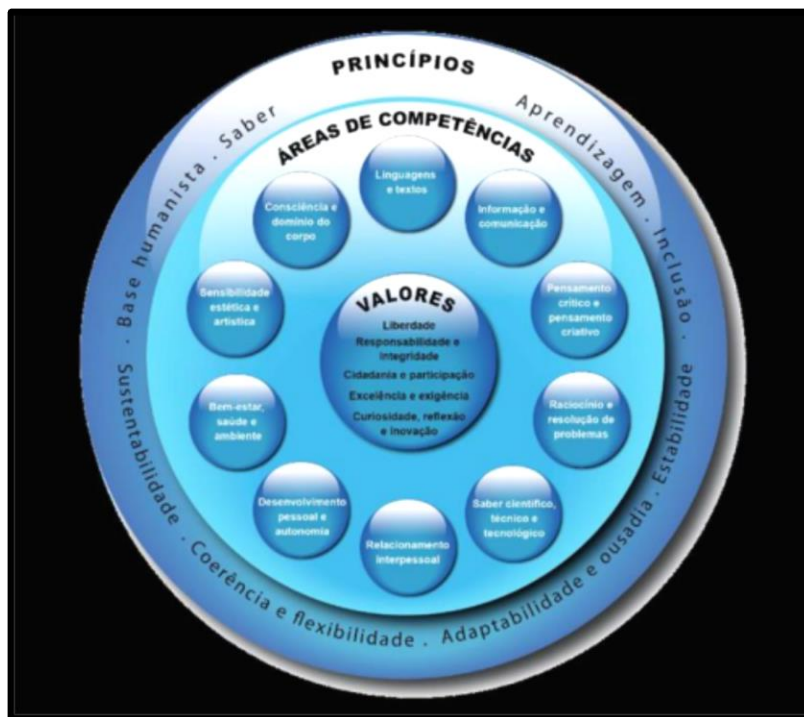 PRINCÍPIOS
. Base humanista . Saber
Aprendizagem . Inclusão .
Sustentabilidade . Coerência e flexibilidade . Adaptabilidade e ousadia . Estabilidade
ÁREAS DE COMPETÊNCIAS
Linguagens
e textos
Informação e
comunicação
Pensamento
crítico e
pensamento
criativo
Raciocínio e
resolução de
problemas
Saber científico,
técnico e
tecnológico
Relacionamento
interpessoal
Desenvolvimento
pessoal e
autonomia
Bem-estar,
saúde e
ambiente
Sensibilidade
estética e
artística
Consciência e
domínio do
corpo
VALORES
Liberdade
Responsabilidade e
integridade
Cidadania e participação
Excelência e exigência
Curiosidade, reflexão
e inovação